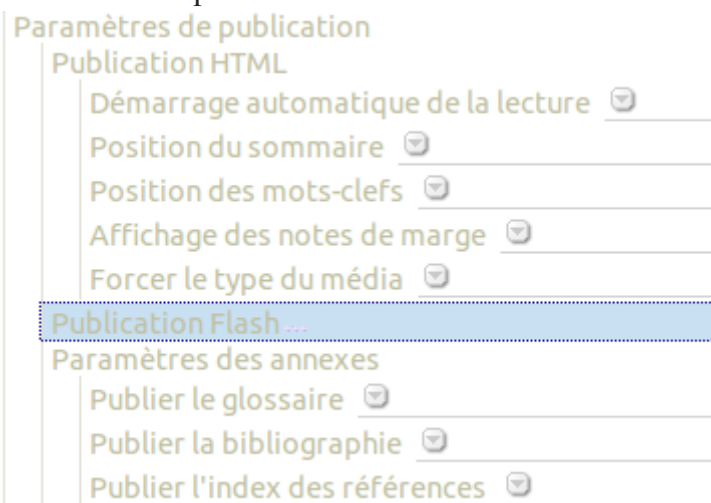 Paramètres de publication
Publication HTML
Démarrage automatique de la lecture
Position du sommaire
Position des mots-clefs
Affichage des notes de marge
Forcer le type du média
Publication Flash...
Paramètres des annexes
Publier le glossaire
Publier la bibliographie
Publier l'index des références